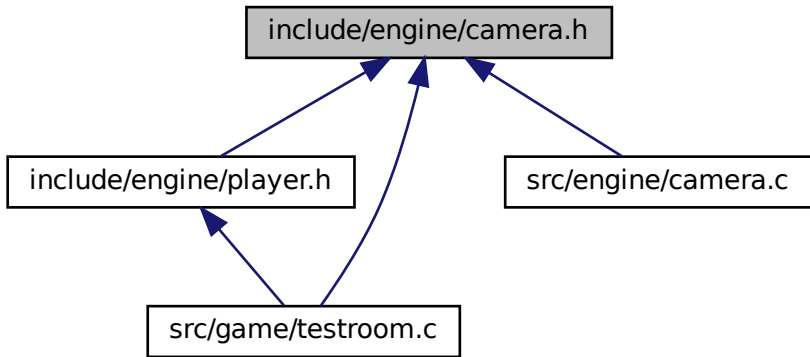 include/engine/camera.h
include/engine/player.h
src/engine/camera.c
src/game/testroom.c